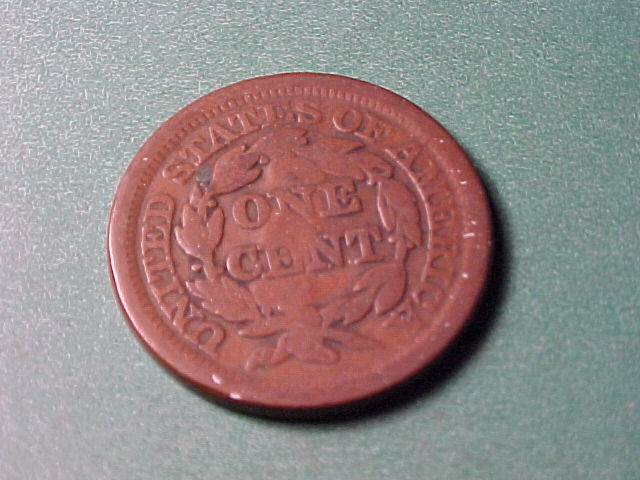 UNITED STATES OF AMERICA
ONE
CENT